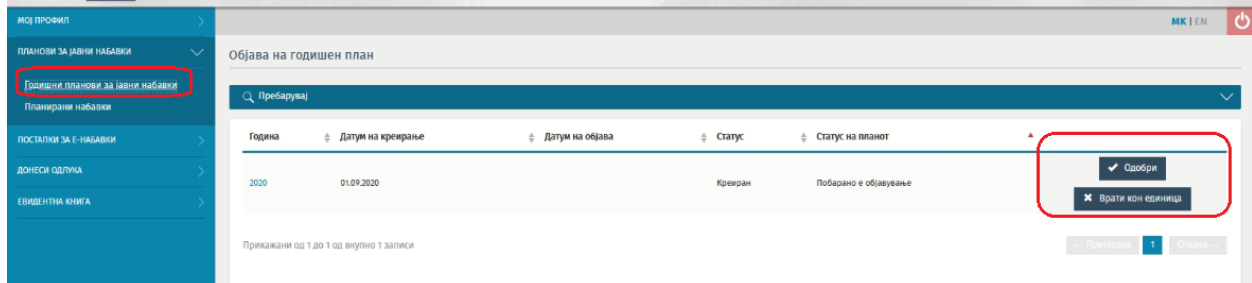 МОЈ ПРОФИЛ
MK | EN
ПЛАНОВИ ЗА ЈАВНИ НАБАВКИ
Годишни планови за јавни набавки
Планирани набавки
ПОСТАПКИ ЗА Е-НАБАВКИ
ДОНЕСИ ОДЛУКА
ЕВИДЕНТНА КНИГА
Објава на годишен план
Пребарувај
Година Датум на креирање Датум на објава Статус Статус на планот
2020 01.09.2020 Креиран Побарано е објавување
Одобри
Врати кон единица
Прикажани од 1 до 1 од вкупно 1 записи
← Претходна 1 Следно →